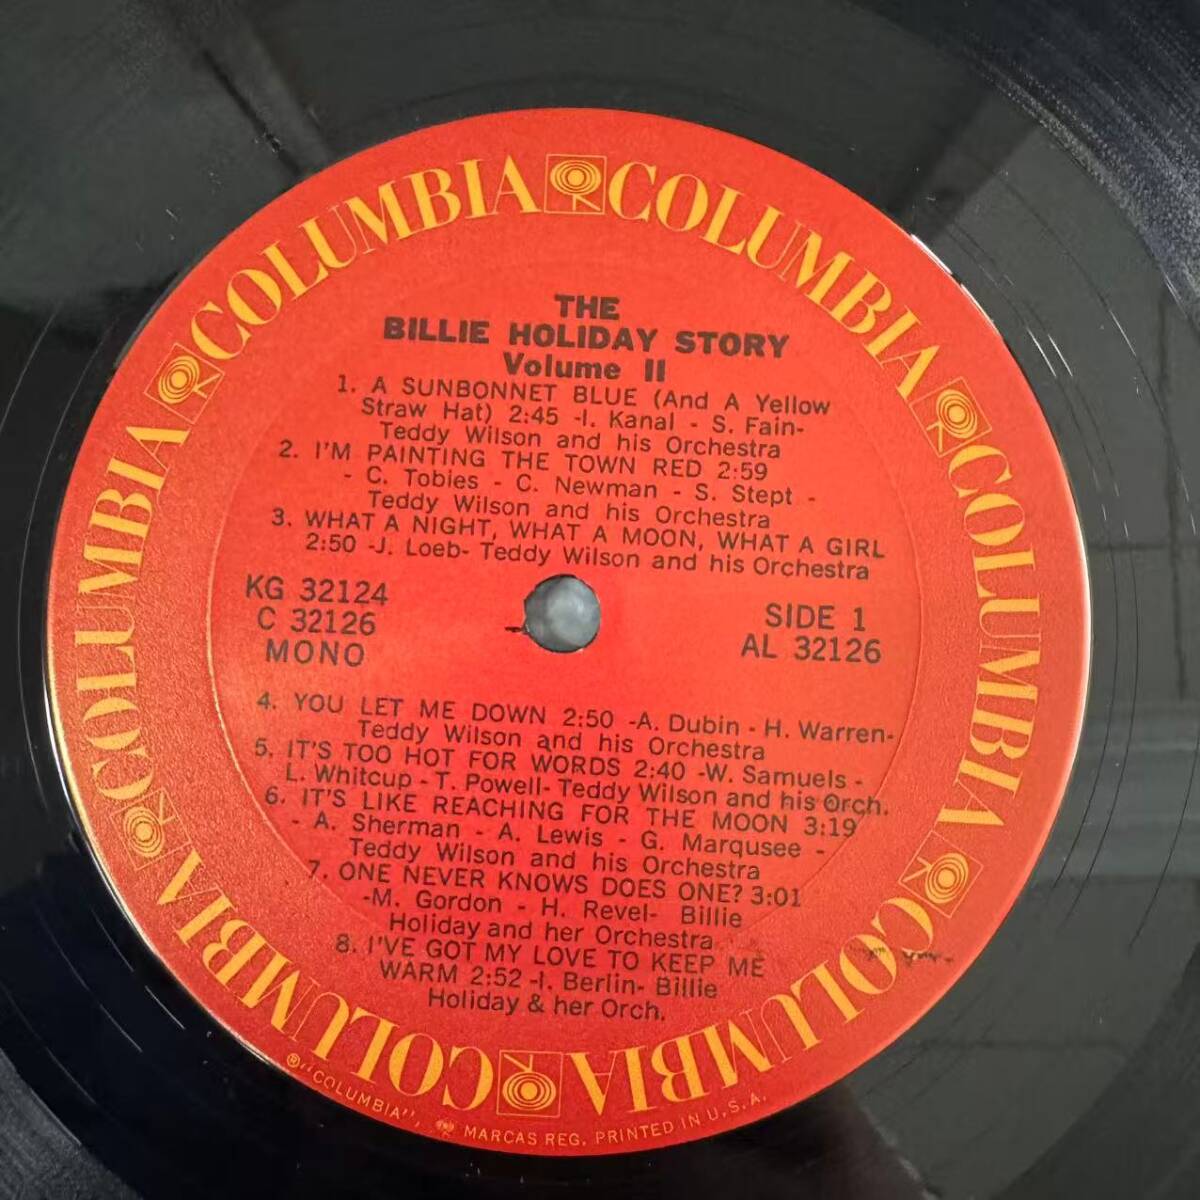 COLUMBIA COLUMBIA COLUMBIA COLUMBIA COLUMBIA COLUMBIA COLUMBIA COLUMBIA
THE
BILLIE HOLIDAY STORY
Volume II
1. A SUNBONNET BLUE (And A Yellow
Straw Hat) 2:45 -I. Kanal - S. Fain-
Teddy Wilson and his Orchestra
2. I'M PAINTING THE TOWN RED 2:59
- C. Tobies - C. Newman - S. Stept -
Teddy Wilson and his Orchestra
3. WHAT A NIGHT, WHAT A MOON, WHAT A GIRL
2:50 -J. Loeb- Teddy Wilson and his Orchestra
KG 32124
C 32126
MONO
SIDE 1
AL 32126
4. YOU LET ME DOWN 2:50 -A. Dubin - H. Warren-
Teddy Wilson and his Orchestra
5. IT'S TOO HOT FOR WORDS 2:40 -W. Samuels -
L. Whitcup - T. Powell- Teddy Wilson and his Orch.
6. IT'S LIKE REACHING FOR THE MOON 3:19
- A. Sherman - A. Lewis - G. Marqusee -
Teddy Wilson and his Orchestra
7. ONE NEVER KNOWS DOES ONE? 3:01
-M. Gordon - H. Revel- Billie
Holiday and her Orchestra
8. I'VE GOT MY LOVE TO KEEP ME
WARM 2:52 -I. Berlin- Billie
Holiday & her Orch.
®"COLUMBIA", MARCAS REG. PRINTED IN U.S.A.